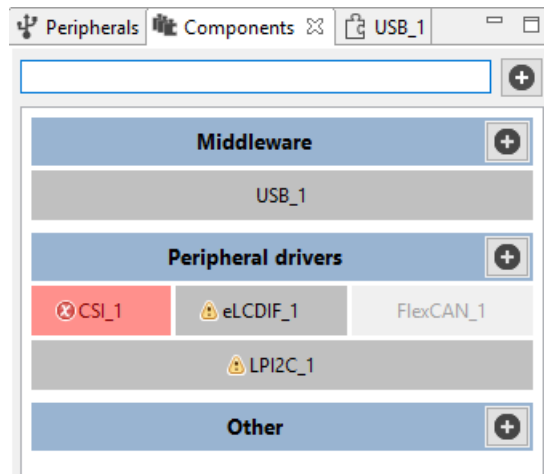 Peripherals Components USB_1
Middleware
USB_1
Peripheral drivers
CSI_1 eLCDIF_1 FlexCAN_1
LPI2C_1
Other